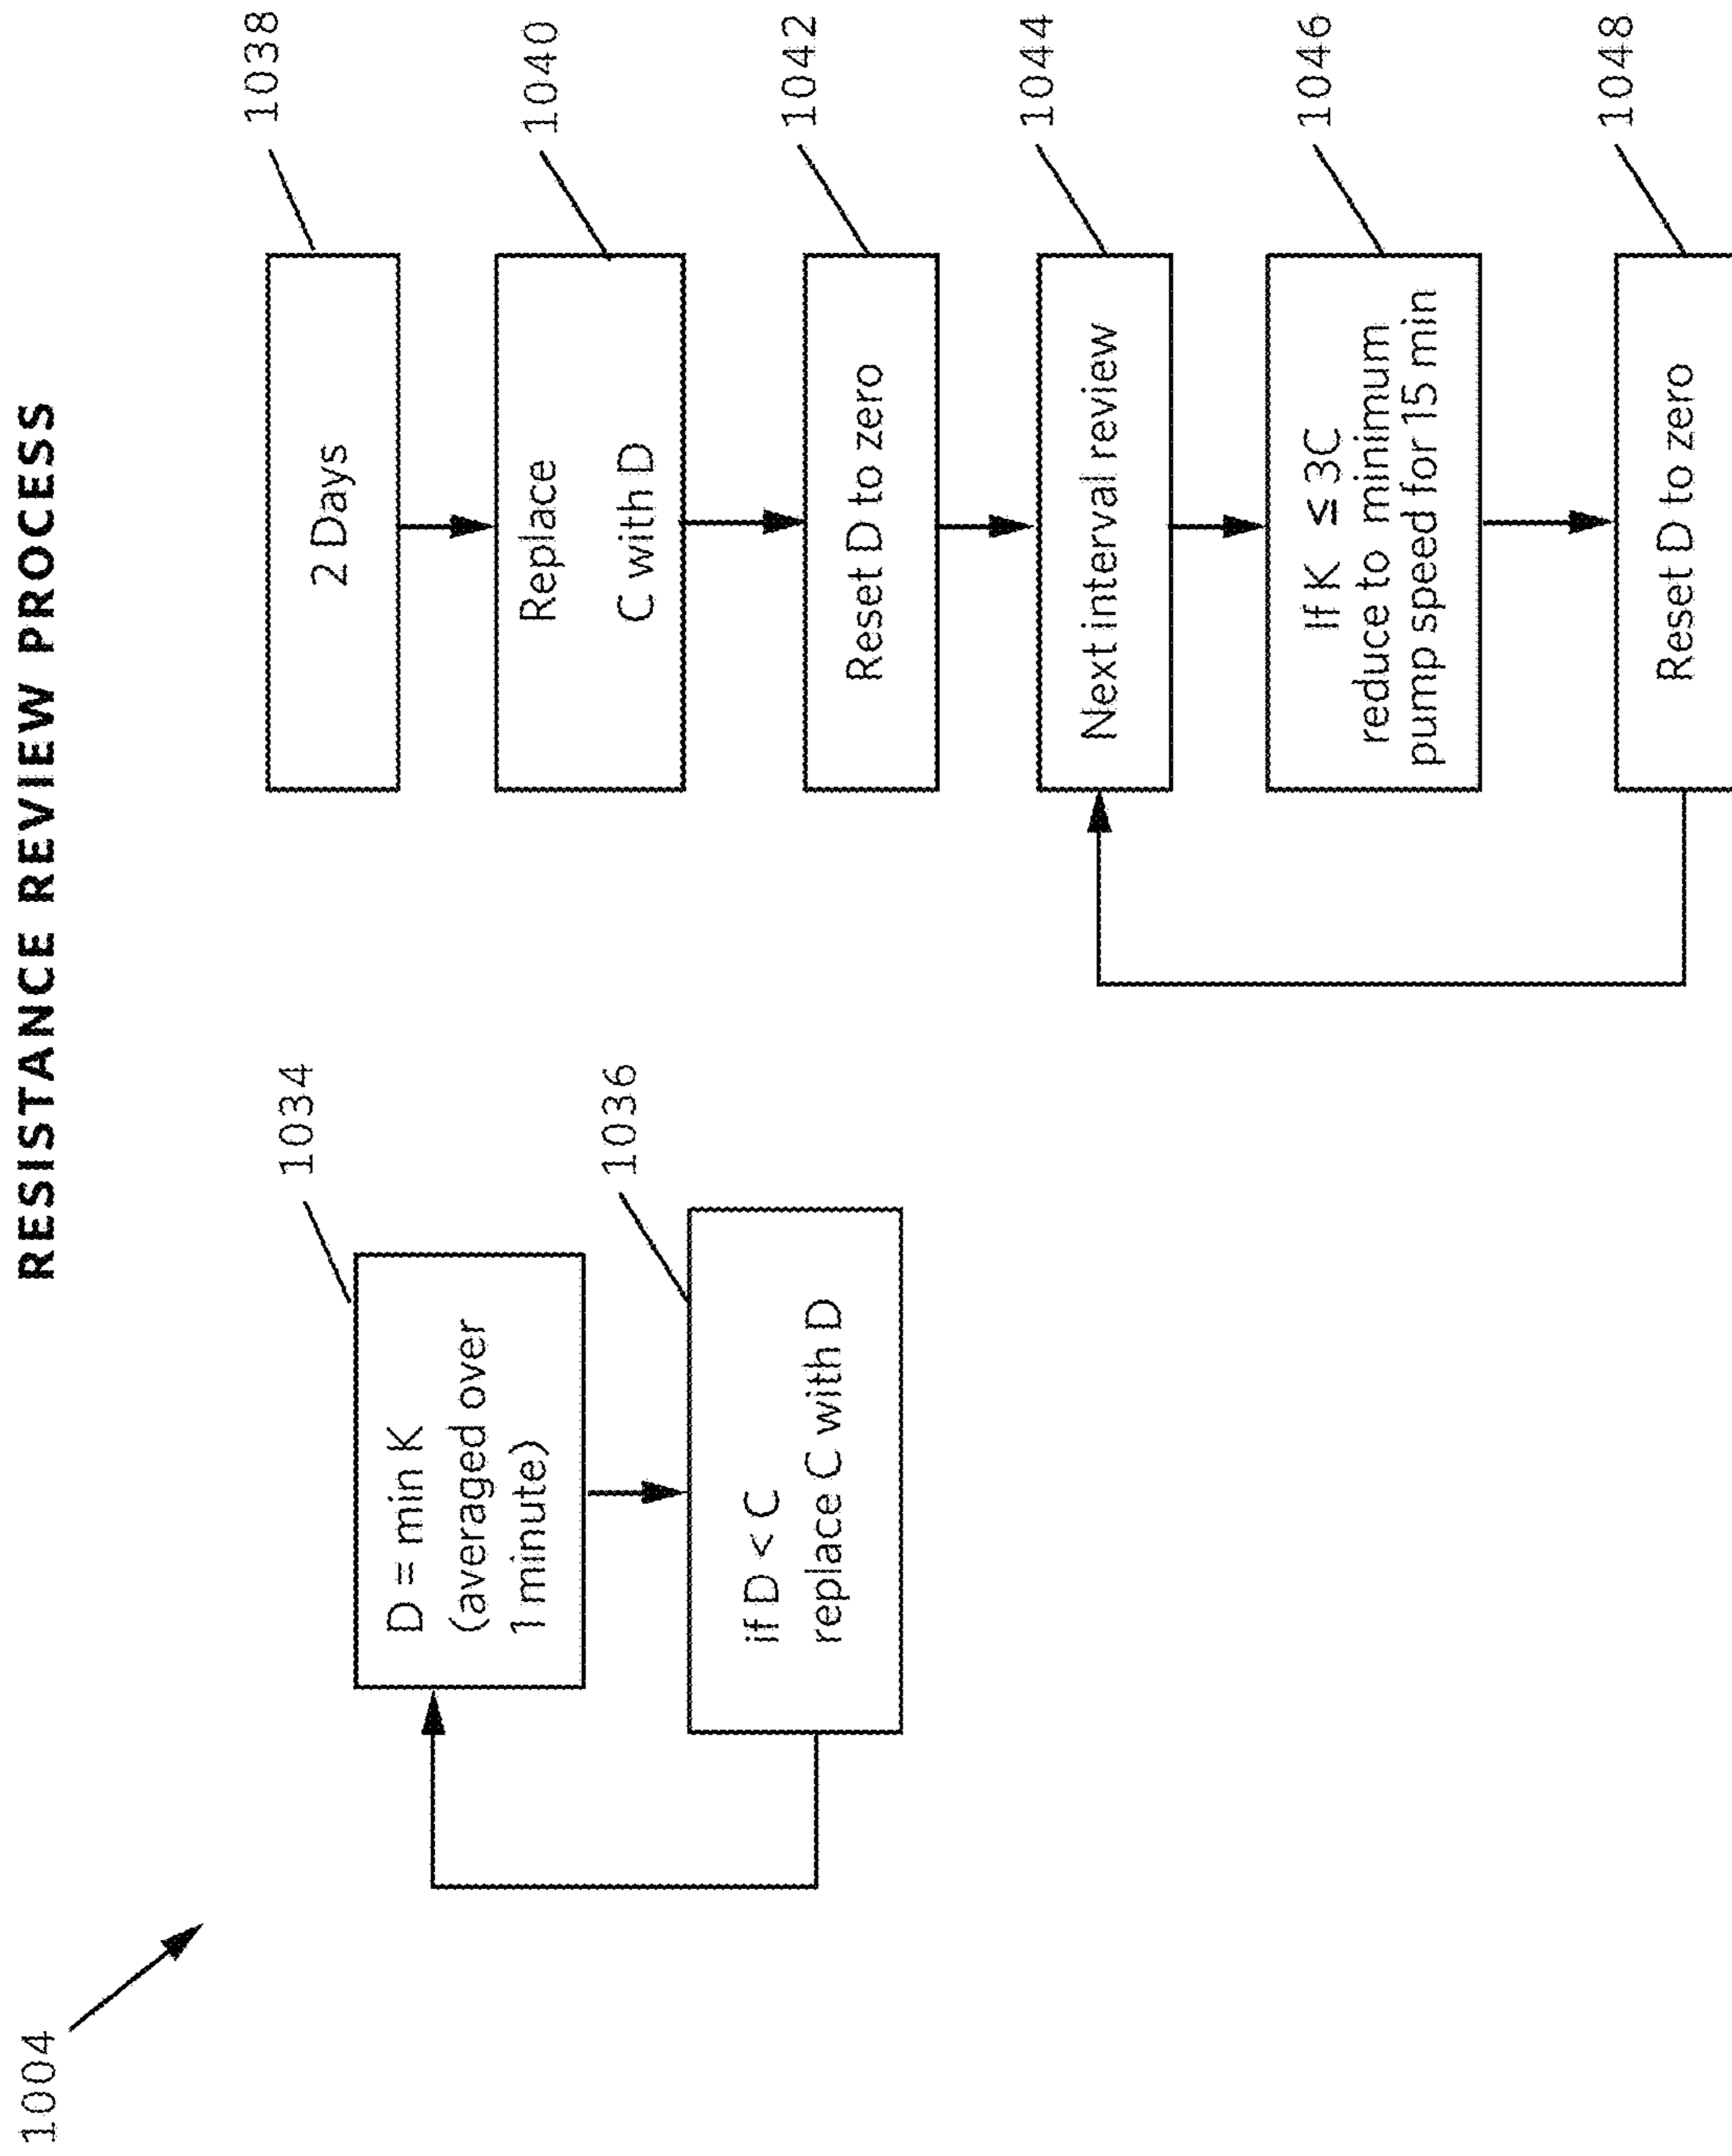 RESISTANCE REVIEW PROCESS
1004
1034
D = min K
(averaged over
1 minute)
1036
if D < C
replace C with D
1038
2 Days
1040
Replace
C with D
1042
Reset D to zero
1044
Next interval review
1046
If K ≤ 3C
reduce to minimum
pump speed for 15 min
1048
Reset D to zero